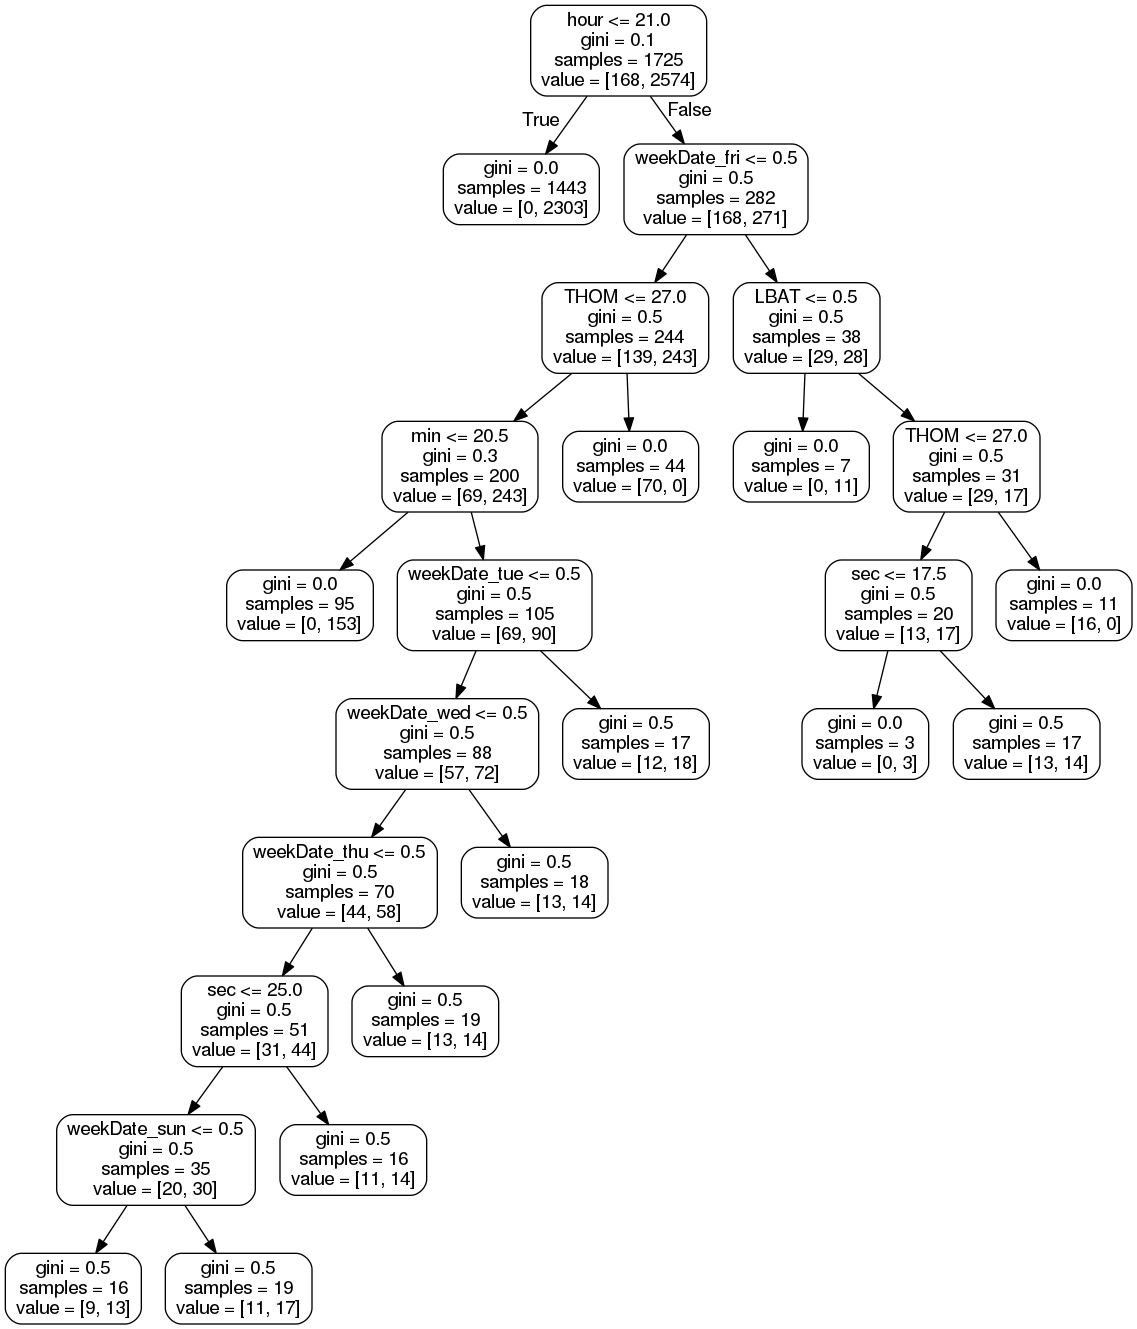 hour <= 21.0
gini = 0.1
samples = 1725
value = [168, 2574]
True
False
gini = 0.0
samples = 1443
value = [0, 2303]
weekDate_fri <= 0.5
gini = 0.5
samples = 282
value = [168, 271]
THOM <= 27.0
gini = 0.5
samples = 244
value = [139, 243]
LBAT <= 0.5
gini = 0.5
samples = 38
value = [29, 28]
min <= 20.5
gini = 0.3
samples = 200
value = [69, 243]
gini = 0.0
samples = 44
value = [70, 0]
gini = 0.0
samples = 7
value = [0, 11]
THOM <= 27.0
gini = 0.5
samples = 31
value = [29, 17]
gini = 0.0
samples = 95
value = [0, 153]
weekDate_tue <= 0.5
gini = 0.5
samples = 105
value = [69, 90]
sec <= 17.5
gini = 0.5
samples = 20
value = [13, 17]
gini = 0.0
samples = 11
value = [16, 0]
weekDate_wed <= 0.5
gini = 0.5
samples = 88
value = [57, 72]
gini = 0.5
samples = 17
value = [12, 18]
gini = 0.0
samples = 3
value = [0, 3]
gini = 0.5
samples = 17
value = [13, 14]
weekDate_thu <= 0.5
gini = 0.5
samples = 70
value = [44, 58]
gini = 0.5
samples = 18
value = [13, 14]
sec <= 25.0
gini = 0.5
samples = 51
value = [31, 44]
gini = 0.5
samples = 19
value = [13, 14]
weekDate_sun <= 0.5
gini = 0.5
samples = 35
value = [20, 30]
gini = 0.5
samples = 16
value = [11, 14]
gini = 0.5
samples = 16
value = [9, 13]
gini = 0.5
samples = 19
value = [11, 17]